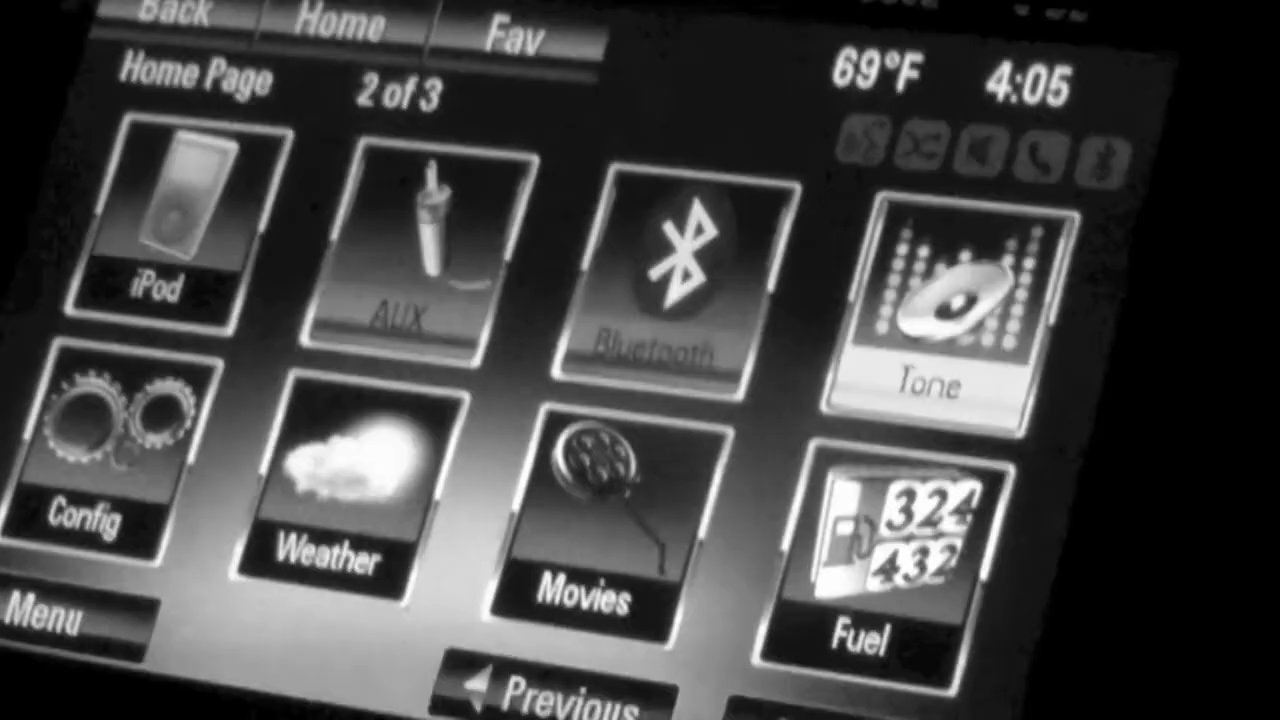 Back Home Fav
Home Page 2 of 3
69°F 4:05
iPod AUX Bluetooth Tone
324
432
Config Weather Movies Fuel
Menu
Previous